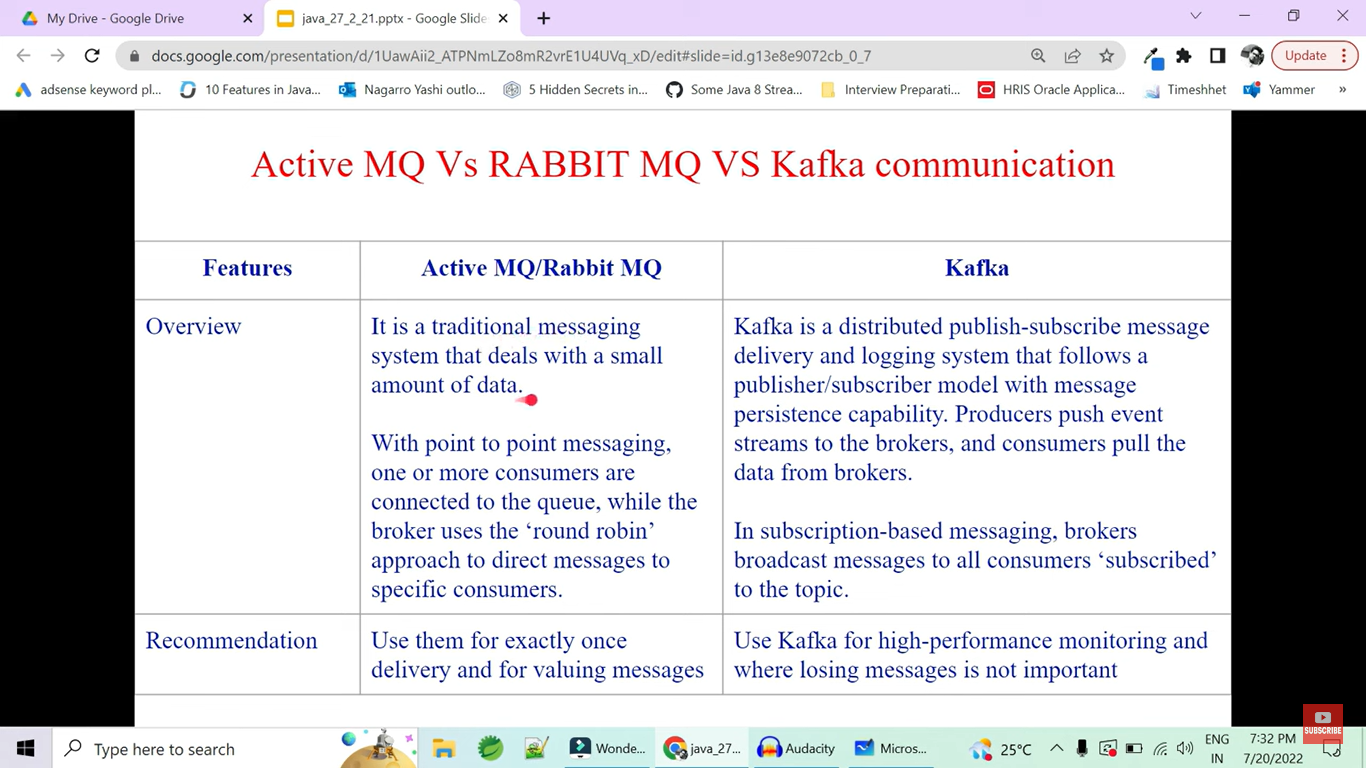 My Drive - Google Drive
java_27_2_21.pptx - Google Slide
docs.google.com/presentation/d/1UawAii2_ATPNmLZo8mR2vrE1U4UVq_xD/edit#slide=id.g13e8e9072cb_0_7
Update
adsense keyword pl...
10 Features in Java...
Nagarro Yashi outlo...
5 Hidden Secrets in...
Some Java 8 Strea...
Interview Preparati...
HRIS Oracle Applica...
Timeshhet
Yammer
»
Active MQ Vs RABBIT MQ VS Kafka communication
Features
Active MQ/Rabbit MQ
Kafka
Overview
It is a traditional messaging
system that deals with a small
amount of data.
With point to point messaging,
one or more consumers are
connected to the queue, while the
broker uses the ‘round robin’
approach to direct messages to
specific consumers.
Kafka is a distributed publish-subscribe message
delivery and logging system that follows a
publisher/subscriber model with message
persistence capability. Producers push event
streams to the brokers, and consumers pull the
data from brokers.
In subscription-based messaging, brokers
broadcast messages to all consumers ‘subscribed’
to the topic.
Recommendation
Use them for exactly once
delivery and for valuing messages
Use Kafka for high-performance monitoring and
where losing messages is not important
SUBSCRIBE
Type here to search
Wonde...
java_27...
Audacity
Micros...
25°C
ENG
IN
7:32 PM
7/20/2022